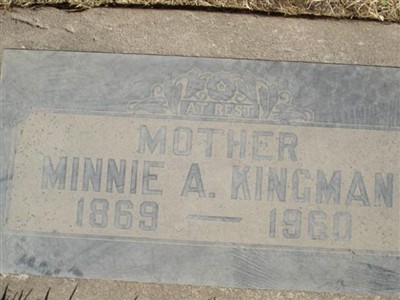 AT REST
MOTHER
MINNIE A. KINGMAN
1869 — 1960